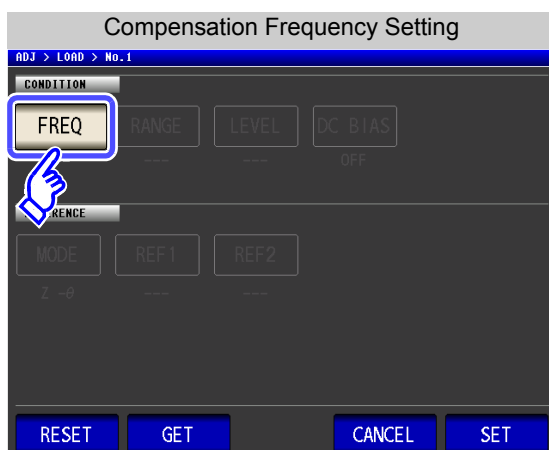 Compensation Frequency Setting
ADJ > LOAD > No.1
CONDITION
FREQ RANGE LEVEL DC BIAS
--- --- OFF
RENCE
MODE REF1 REF2
Z -θ --- ---
RESET GET CANCEL SET